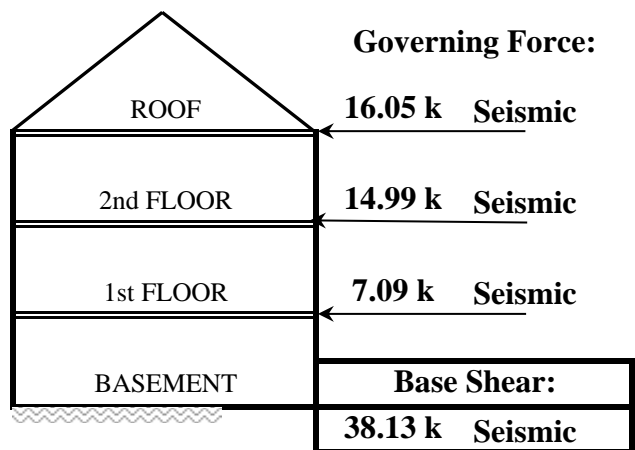 Governing Force:
ROOF 16.05 k Seismic
2nd FLOOR 14.99 k Seismic
1st FLOOR 7.09 k Seismic
BASEMENT Base Shear:
38.13 k Seismic